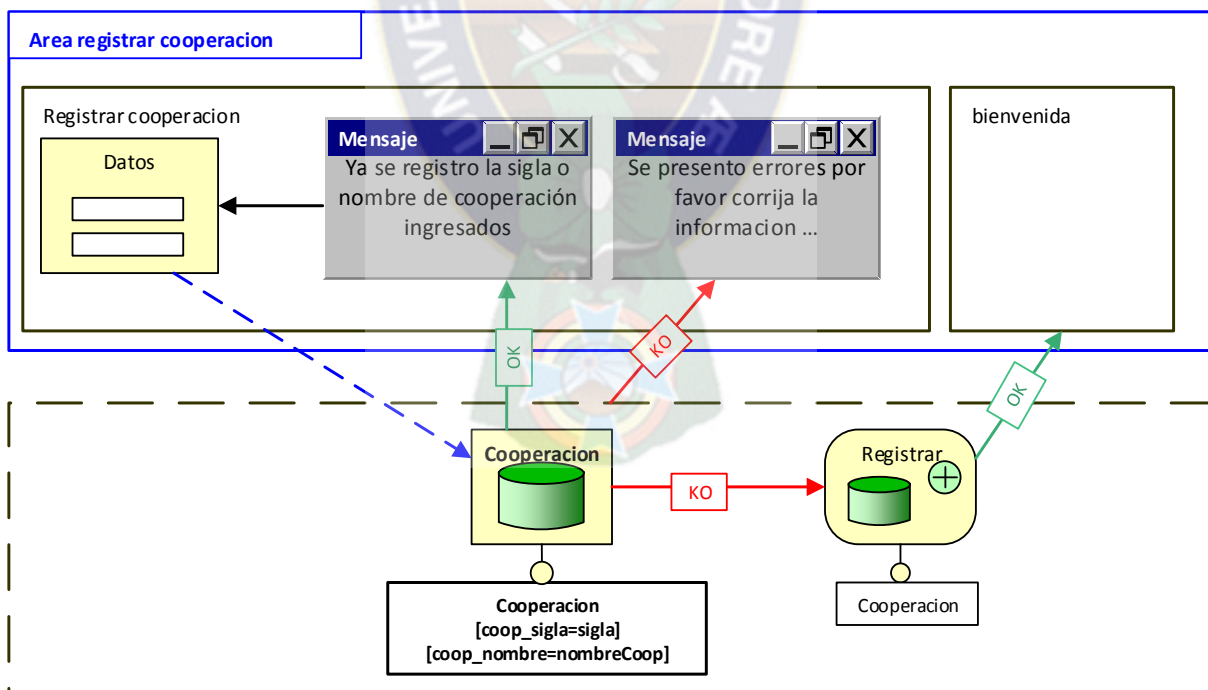 Area registrar cooperacion
Registrar cooperacion
bienvenida
Datos
Mensaje
Ya se registro la sigla o
nombre de cooperación
ingresados
Mensaje
Se presento errores por
favor corrija la
informacion ...
UNIVE
DRE Æ
OK
KO
OK
Cooperacion
KO
Registrar
Cooperacion
[coop_sigla=sigla]
[coop_nombre=nombreCoop]
Cooperacion